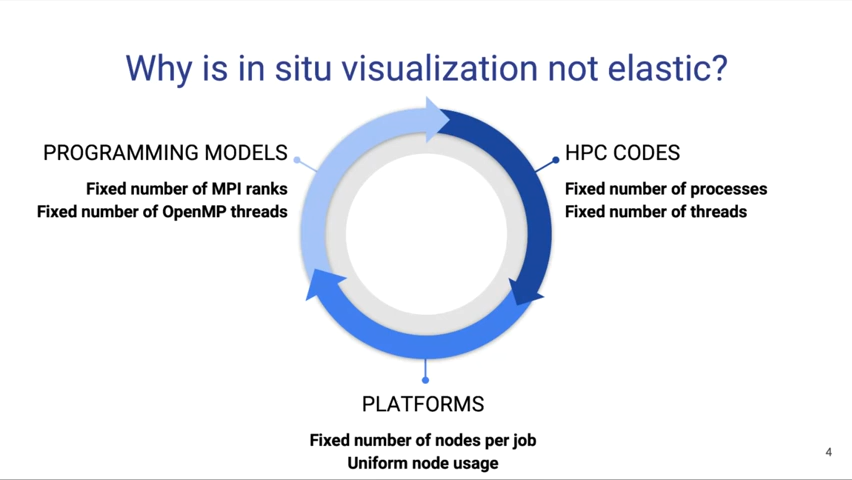 Why is in situ visualization not elastic?
PROGRAMMING MODELS
Fixed number of MPI ranks
Fixed number of OpenMP threads
HPC CODES
Fixed number of processes
Fixed number of threads
PLATFORMS
Fixed number of nodes per job
Uniform node usage
4